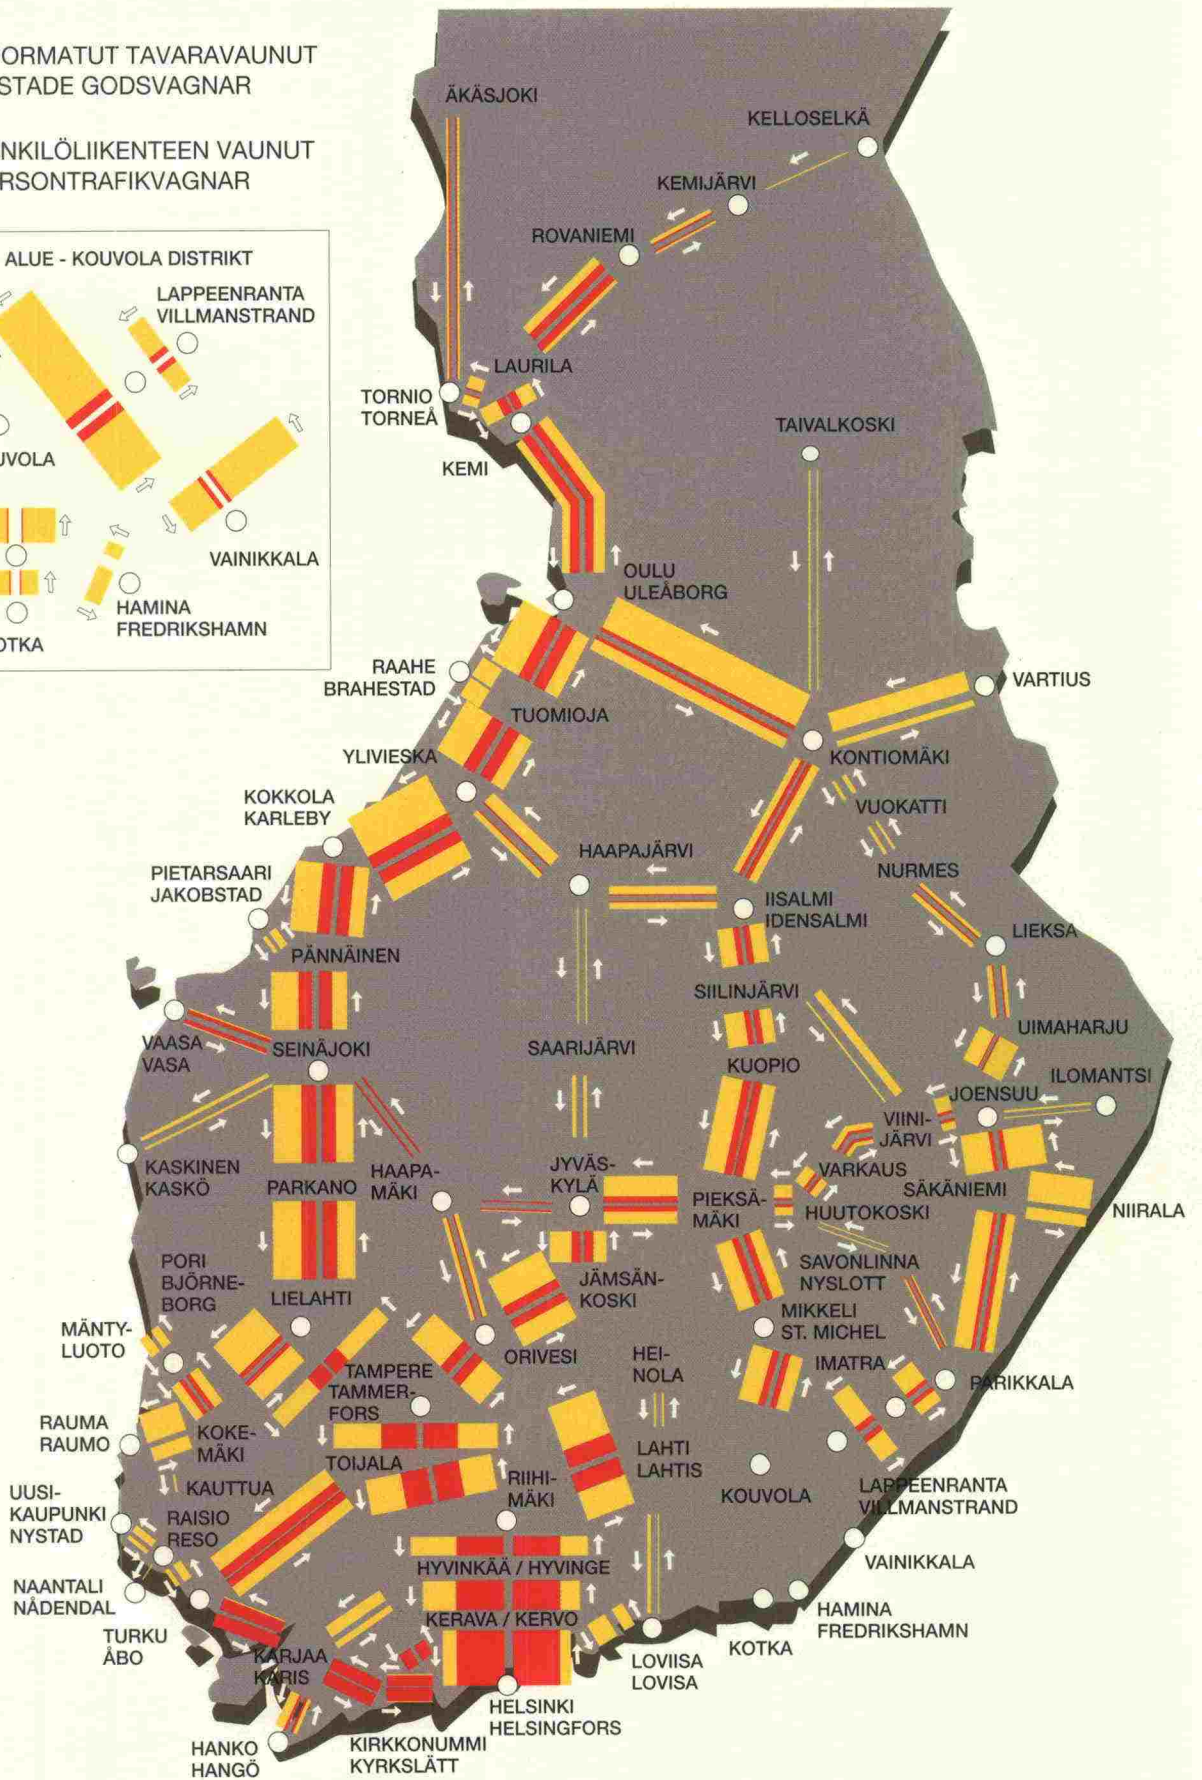 ORMATUT TAVARAVAUNUT
STADE GODSVAGNAR
NKILÖLIIKENTEEN VAUNUT
RSONTRAFIKVAGNAR
ALUE - KOUVOLA DISTRIKT
LAPPEENRANTA
VILLMANSTRAND
UVOLA
VAINIKKALA
HAMINA
FREDRIKSHAMN
OTKA
ÄKÄSJOKI
KELLOSELKÄ
KEMIJÄRVI
ROVANIEMI
LAURILA
TORNIO
TORNEÅ
KEMI
TAIVALKOSKI
OULU
ULEÅBORG
RAAHE
BRAHESTAD
VARTIUS
TUOMIOJA
YLIVIESKA
KONTIOMÄKI
KOKKOLA
KARLEBY
VUOKATTI
HAAPAJÄRVI
NURMES
PIETARSAARI
JAKOBSTAD
IISALMI
IDENSALMI
LIEKSA
PÄNNÄINEN
SIILINJÄRVI
UIMAHARJU
VAASA
VASA
SEINÄJOKI
SAARIJÄRVI
KUOPIO
ILOMANTSI
JOENSUU
VIINI-
JÄRVI
KASKINEN
KASKÖ
HAAPA-
MÄKI
JYVÄS-
KYLÄ
VARKAUS
PARKANO
PIEKSÄ-
MÄKI
SÄKÄNIEMI
HUUTOKOSKI
NIIRALA
PORI
BJÖRNE-
BORG
SAVONLINNA
NYSLOTT
JÄMSÄN-
KOSKI
LIELAHTI
MIKKELI
ST. MICHEL
MÄNTY-
LUOTO
ORIVESI
HEI-
NOLA
IMATRA
TAMPERE
TAMMER-
FORS
PARIKKALA
RAUMA
RAUMO
KOKE-
MÄKI
LAHTI
LAHTIS
TOIJALA
RIIHI-
MÄKI
KAUTTUA
KOUVOLA
LAPPEENRANTA
VILLMANSTRAND
UUSI-
KAUPUNKI
NYSTAD
RAISIO
RESO
VAINIKKALA
HYVINKÄÄ / HYVINGE
NAANTALI
NÅDENDAL
KERAVA / KERVO
HAMINA
FREDRIKSHAMN
TURKU
ÅBO
KOTKA
KARJAA
KARIS
LOVIISA
LOVISA
HELSINKI
HELSINGFORS
HANKO
HANGÖ
KIRKKONUMMI
KYRKSLÄTT